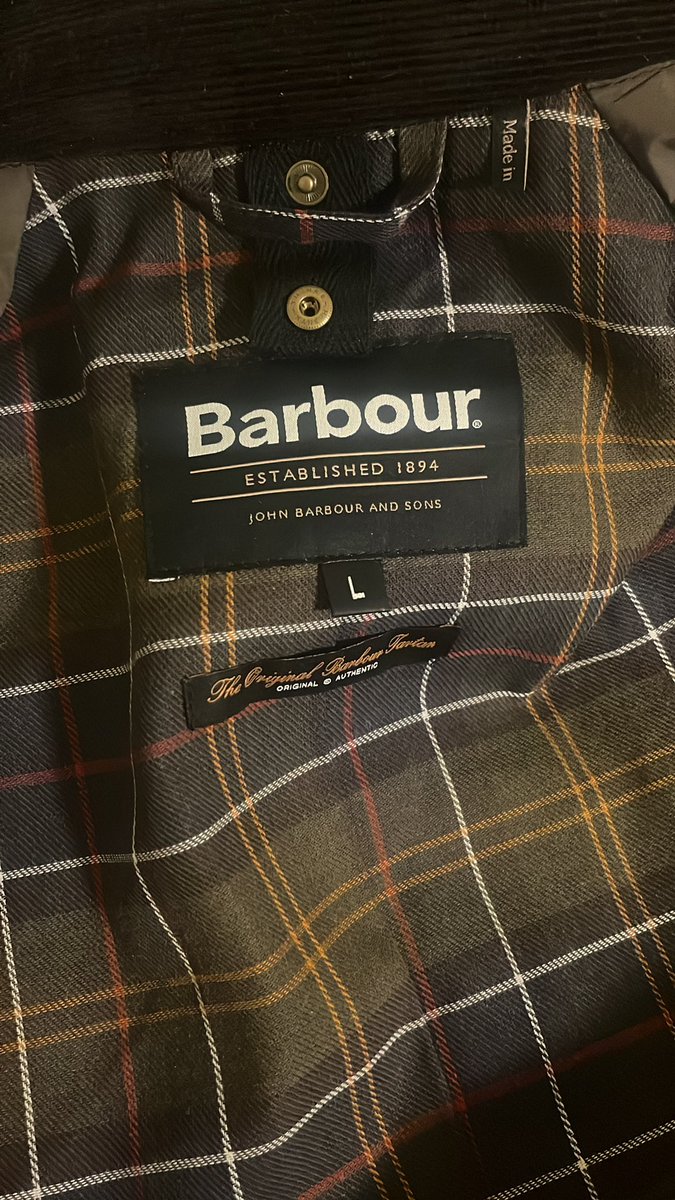 Made in
Barbour®
ESTABLISHED 1894
JOHN BARBOUR AND SONS
L
The Original Barbour Tartan
ORIGINAL © AUTHENTIC